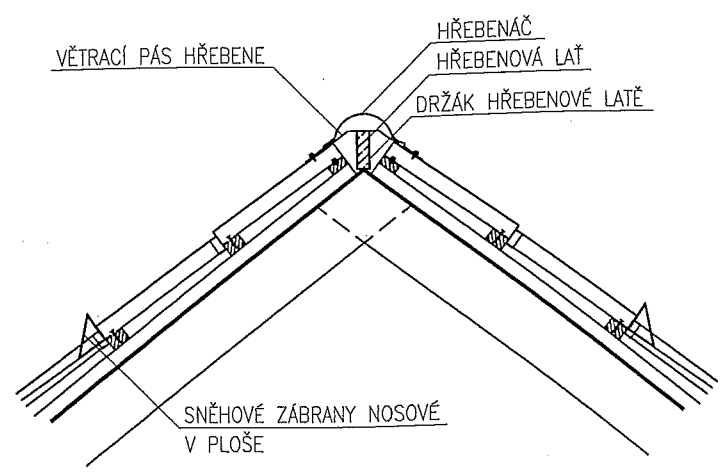 HŘEBENÁČ
VĚTRACÍ PÁS HŘEBENE
HŘEBENOVÁ LAŤ
DRŽÁK HŘEBENOVÉ LATĚ
SNĚHOVÉ ZÁBRANY NOSOVÉ
V PLOŠE